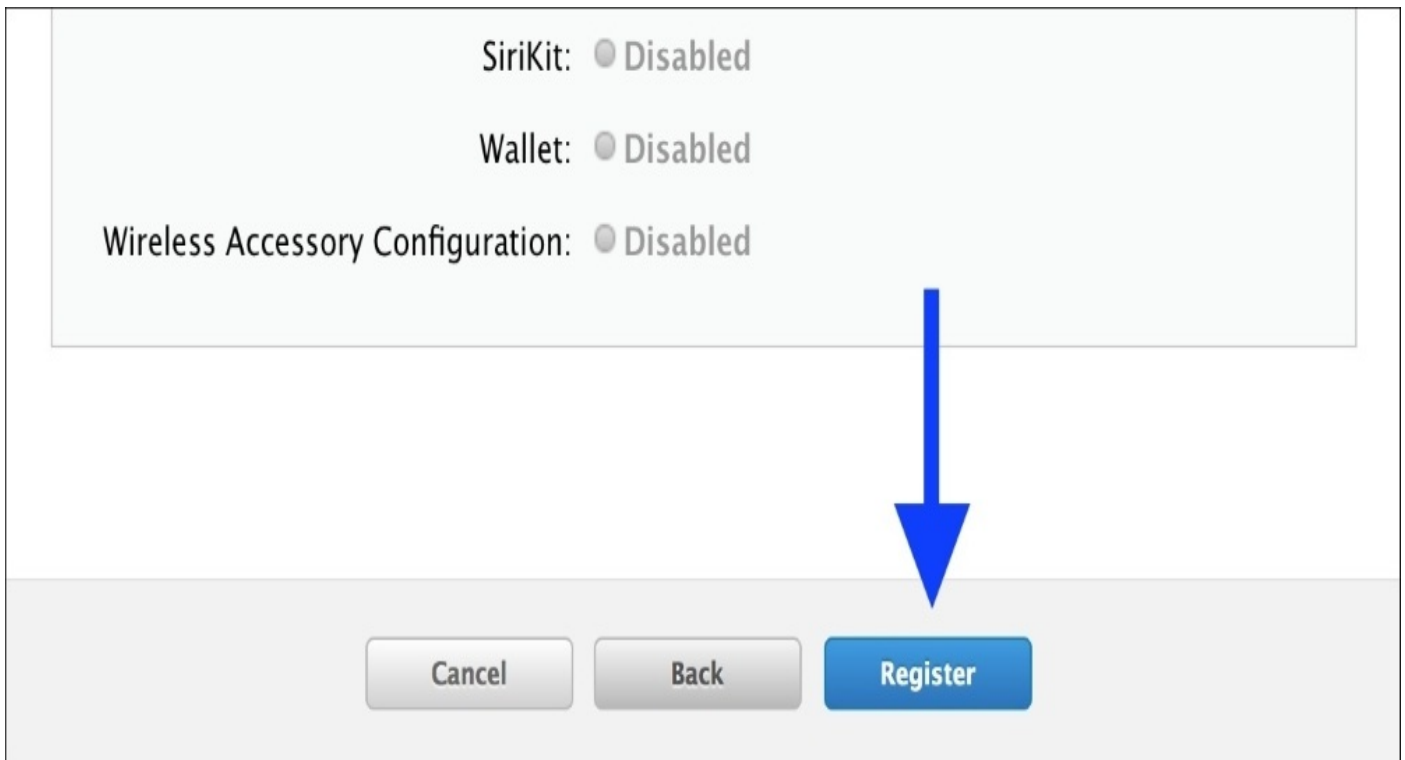 SiriKit: Disabled
Wallet: Disabled
Wireless Accessory Configuration: Disabled
Cancel Back Register